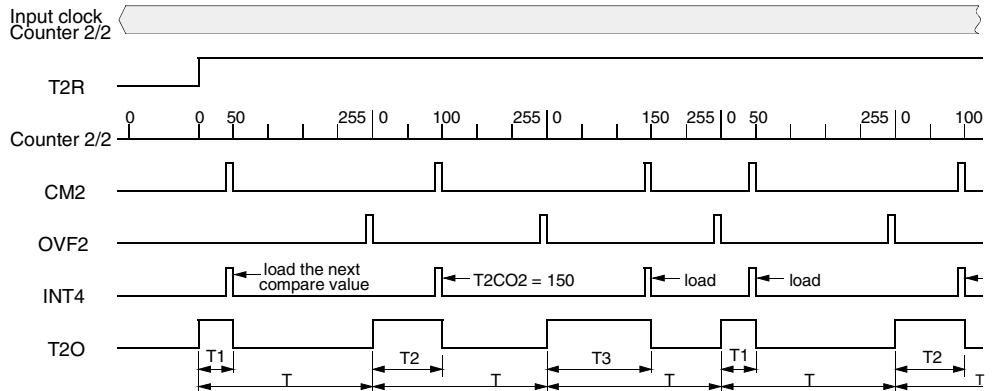 Input clock
Counter 2/2
T2R
0 0 50 255 0 100 255 0 150 255 0 50 255 0 100
Counter 2/2
CM2
OVF2
INT4
load the next
compare value
T2CO2 = 150
load
load
T2O
T1 T2 T3 T1 T2
T T T T T